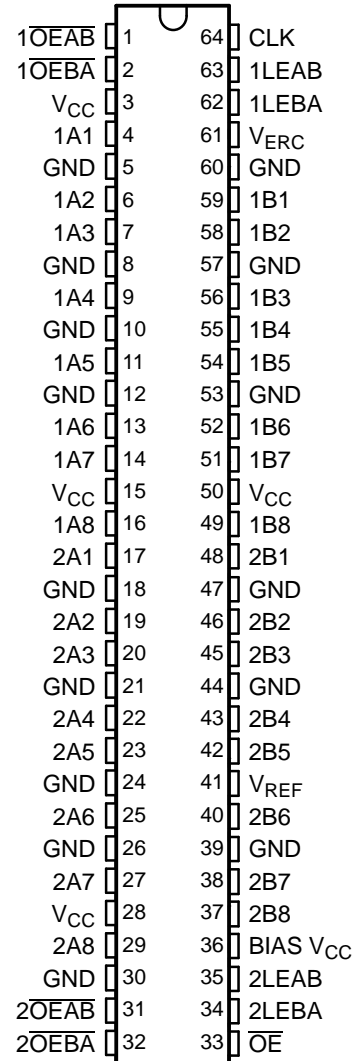 1O̅E̅A̅B̅ 1 64 CLK
1O̅E̅B̅A̅ 2 63 1LEAB
VCC 3 62 1LEBA
1A1 4 61 VERC
GND 5 60 GND
1A2 6 59 1B1
1A3 7 58 1B2
GND 8 57 GND
1A4 9 56 1B3
GND 10 55 1B4
1A5 11 54 1B5
GND 12 53 GND
1A6 13 52 1B6
1A7 14 51 1B7
VCC 15 50 VCC
1A8 16 49 1B8
2A1 17 48 2B1
GND 18 47 GND
2A2 19 46 2B2
2A3 20 45 2B3
GND 21 44 GND
2A4 22 43 2B4
2A5 23 42 2B5
GND 24 41 VREF
2A6 25 40 2B6
GND 26 39 GND
2A7 27 38 2B7
VCC 28 37 2B8
2A8 29 36 BIAS VCC
GND 30 35 2LEAB
2O̅E̅A̅B̅ 31 34 2LEBA
2O̅E̅B̅A̅ 32 33 O̅E̅